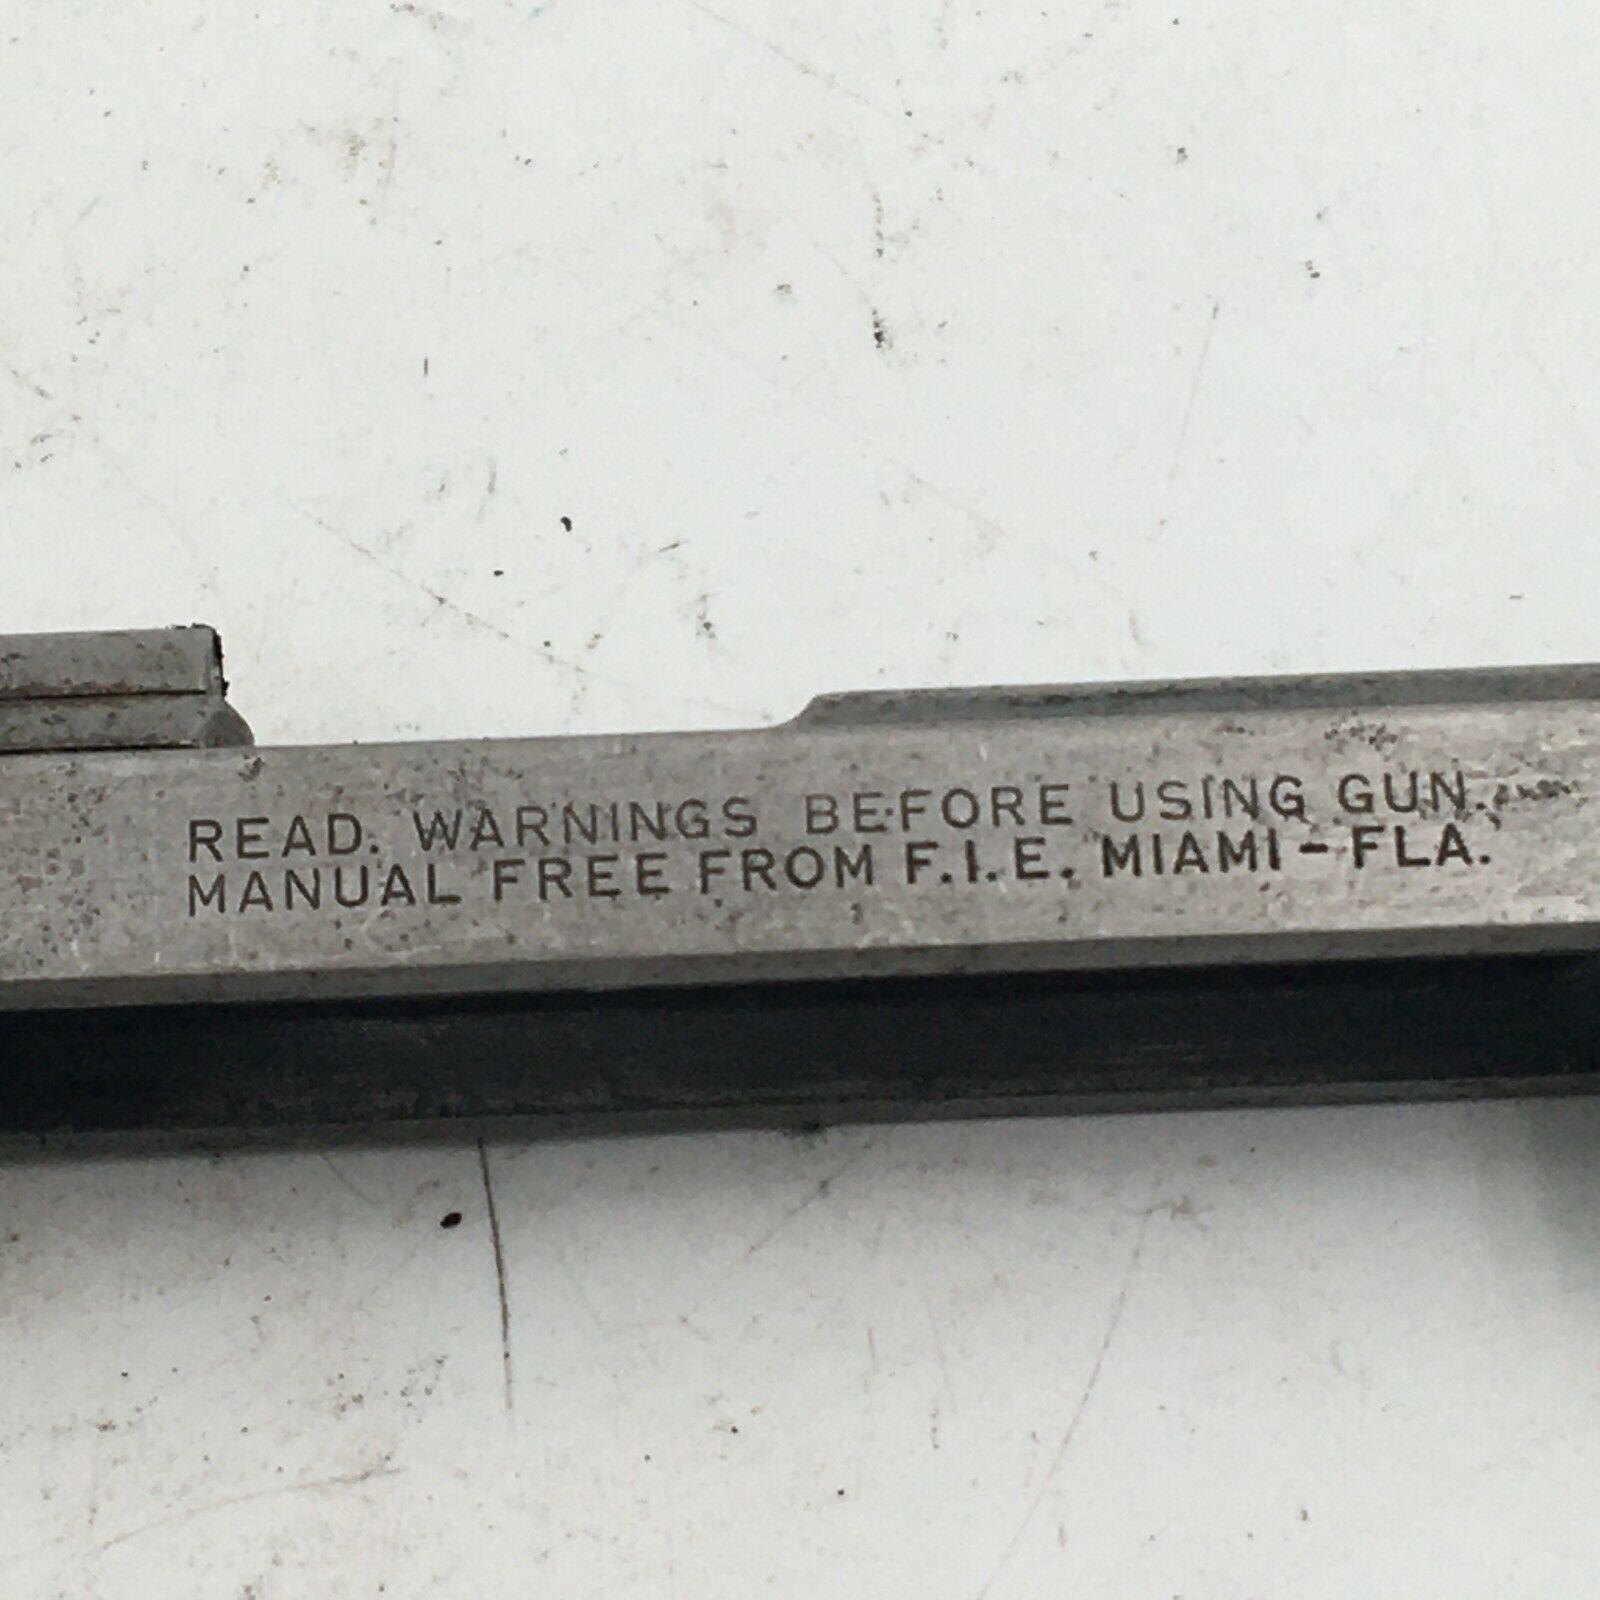 READ. WARNINGS BEFORE USING GUN.
MANUAL FREE FROM F.I.E. MIAMI-FLA.